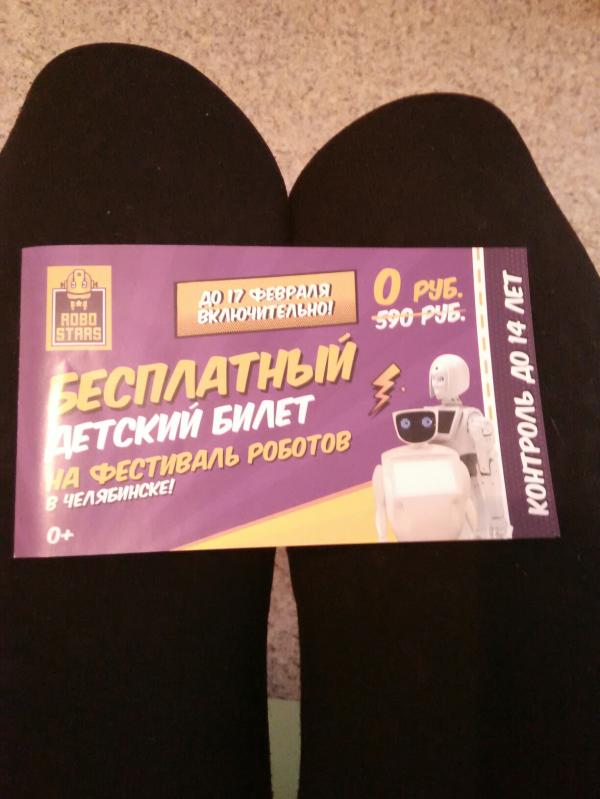 ROBO
STARS
ДО 17 ФЕВРАЛЯ
ВКЛЮЧИТЕЛЬНО!
0 РУБ.
590 РУБ.
БЕСПЛАТНЫЙ
ДЕТСКИЙ БИЛЕТ
НА ФЕСТИВАЛЬ РОБОТОВ
В ЧЕЛЯБИНСКЕ!
0+
КОНТРОЛЬ ДО 14 ЛЕТ